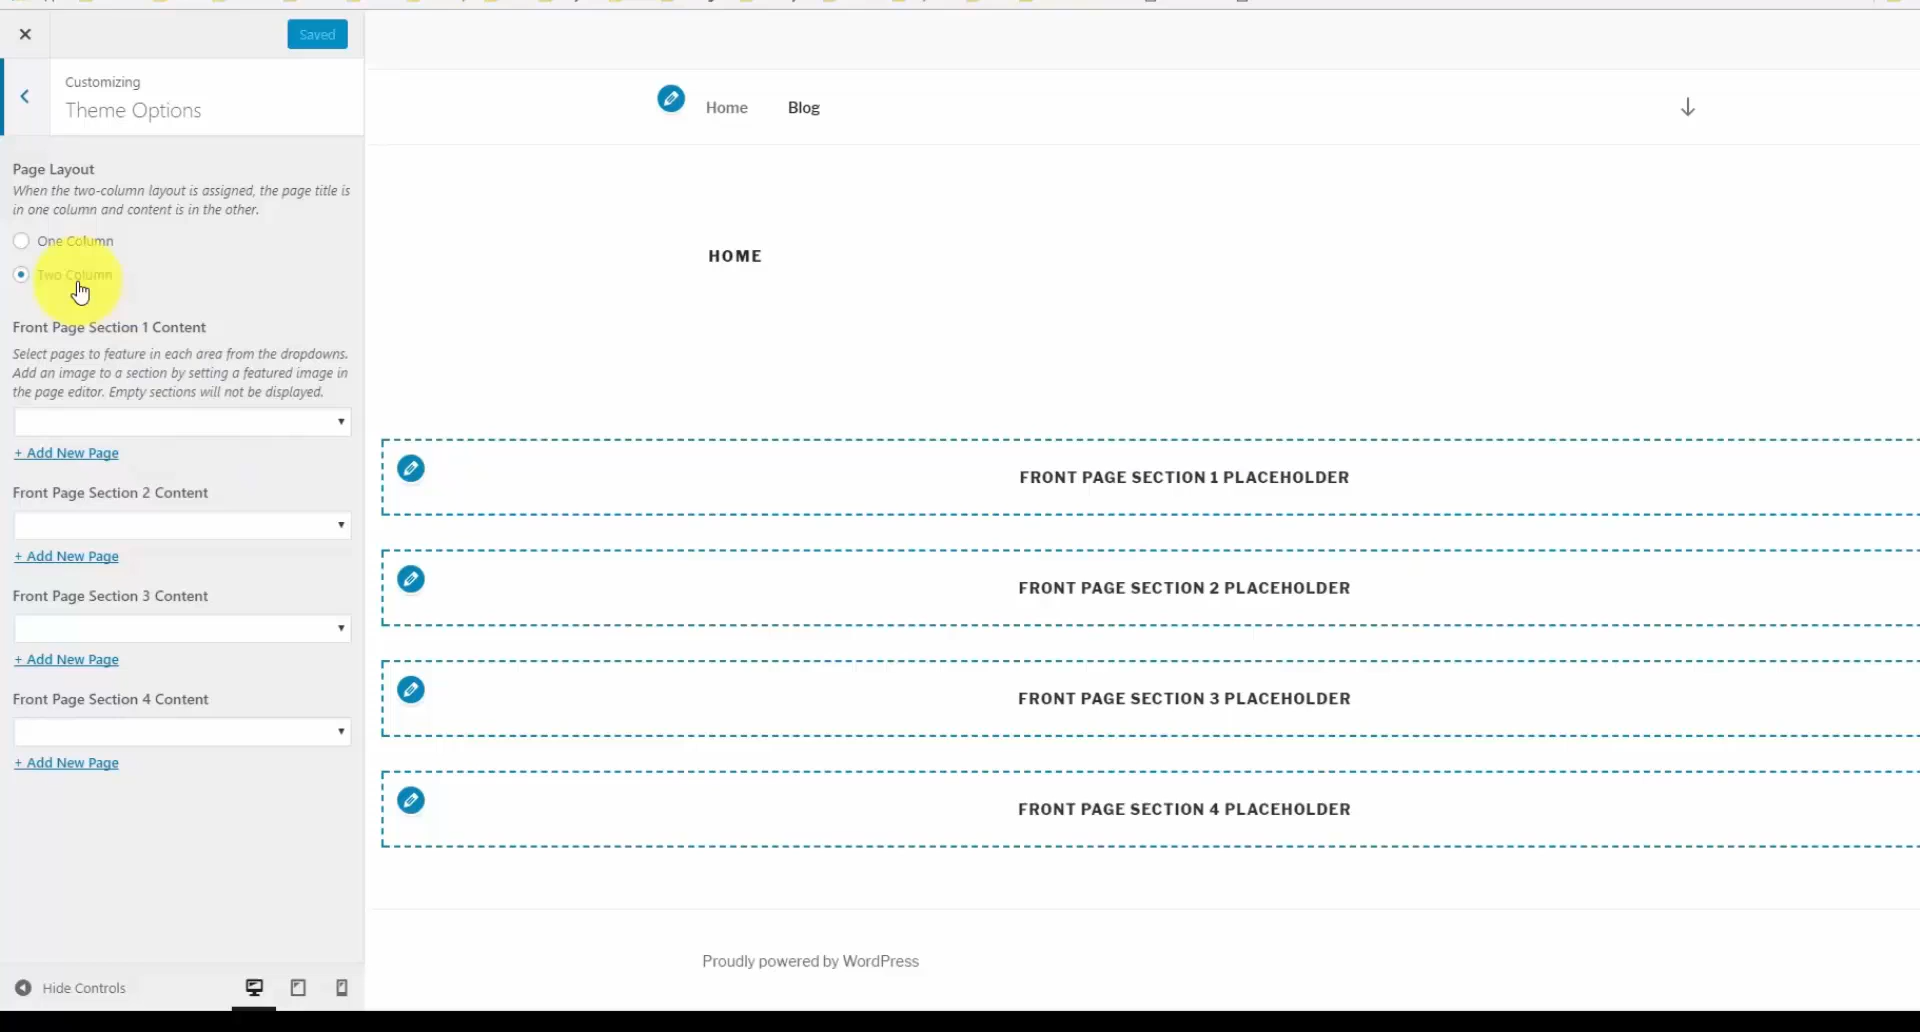 Saved
Customizing
Theme Options
Page Layout
When the two-column layout is assigned, the page title is
in one column and content is in the other.
One Column
Two Column
Front Page Section 1 Content
Select pages to feature in each area from the dropdowns.
Add an image to a section by setting a featured image in
the page editor. Empty sections will not be displayed.
+ Add New Page
Front Page Section 2 Content
+ Add New Page
Front Page Section 3 Content
+ Add New Page
Front Page Section 4 Content
+ Add New Page
Hide Controls
Home Blog
HOME
FRONT PAGE SECTION 1 PLACEHOLDER
FRONT PAGE SECTION 2 PLACEHOLDER
FRONT PAGE SECTION 3 PLACEHOLDER
FRONT PAGE SECTION 4 PLACEHOLDER
Proudly powered by WordPress